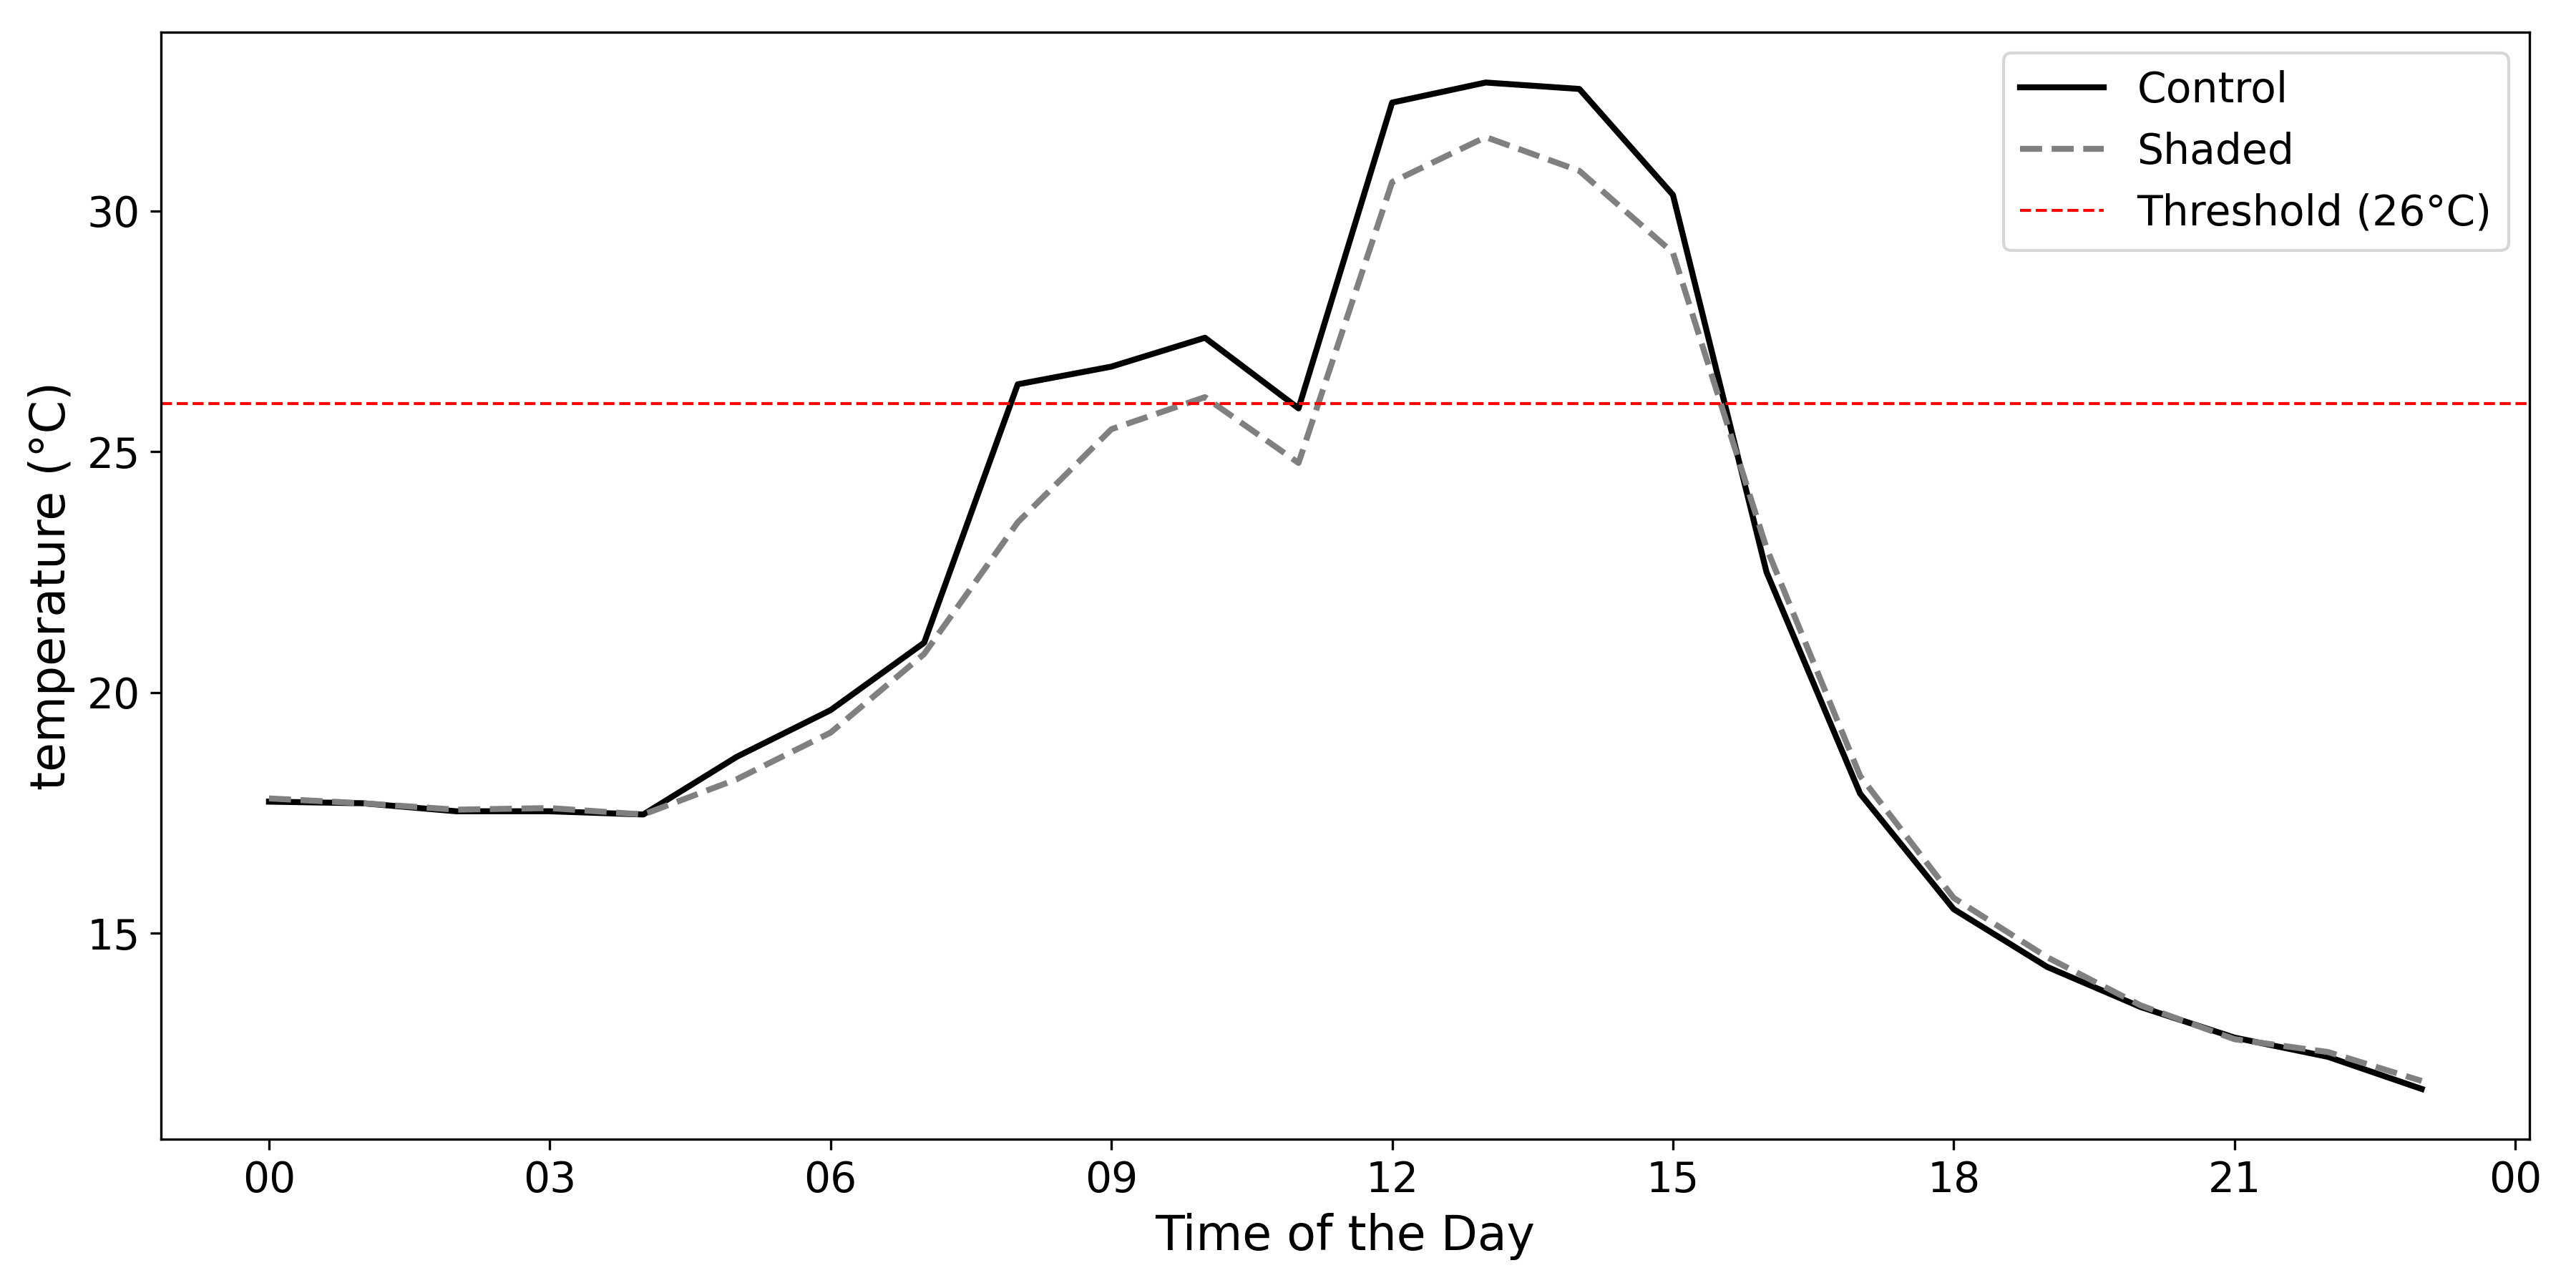 Control
Shaded
Threshold (26°C)
30
25
20
15
temperature (°C)
00 03 06 09 12 15 18 21 00
Time of the Day